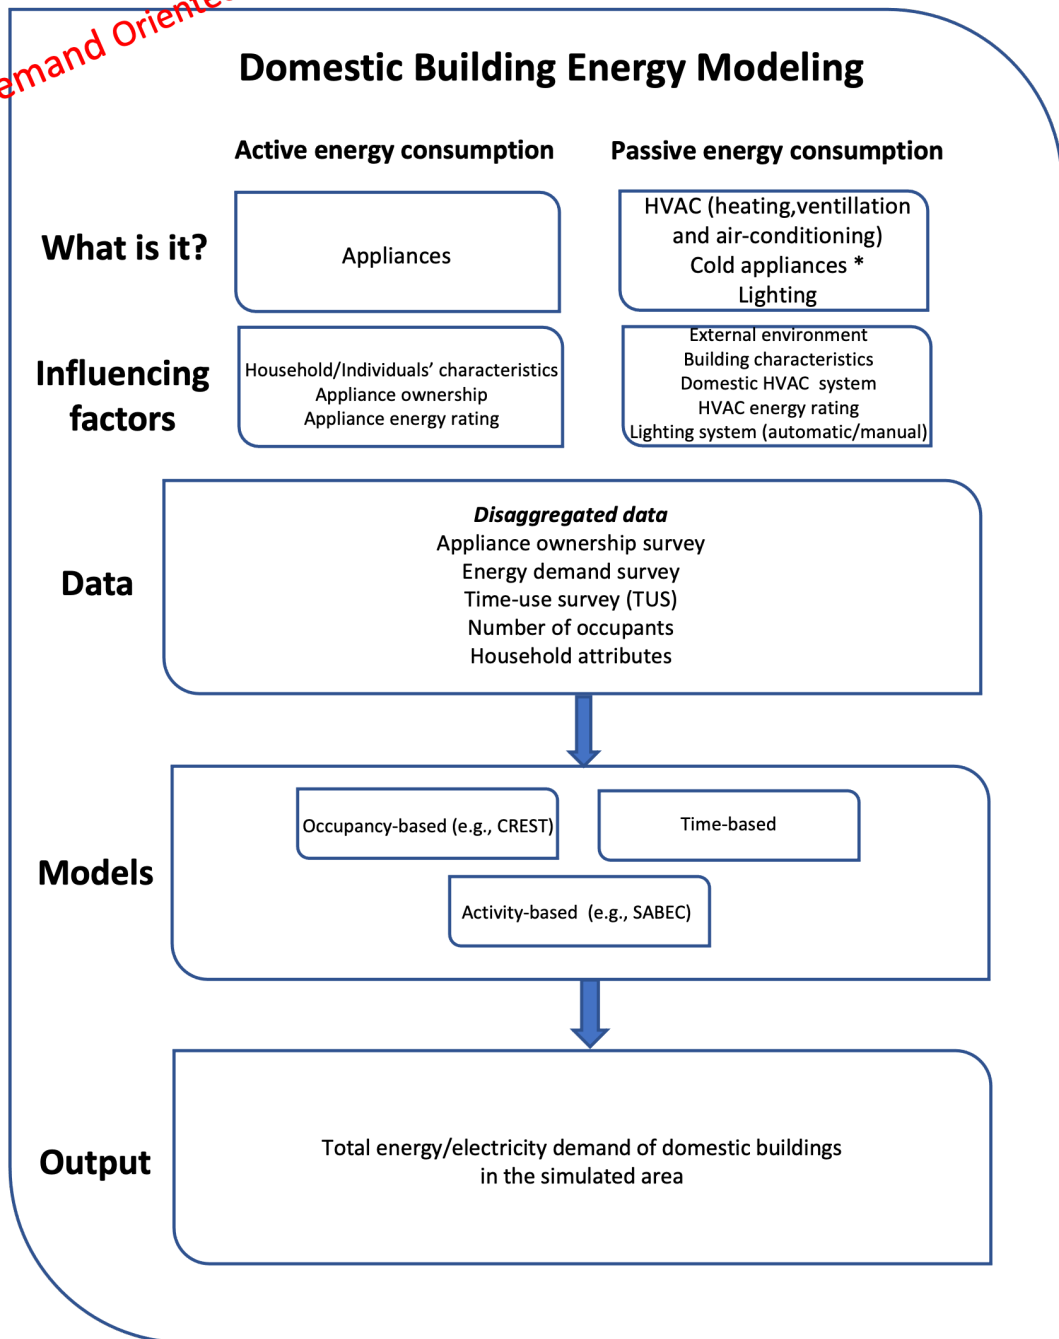 emand Oriente
Domestic Building Energy Modeling
Active energy consumption
Passive energy consumption
What is it?
Appliances
HVAC (heating,ventillation
and air-conditioning)
Cold appliances *
Lighting
Influencing
factors
Household/Individuals’ characteristics
Appliance ownership
Appliance energy rating
External environment
Building characteristics
Domestic HVAC system
HVAC energy rating
Lighting system (automatic/manual)
Data
Disaggregated data
Appliance ownership survey
Energy demand survey
Time-use survey (TUS)
Number of occupants
Household attributes
Models
Occupancy-based (e.g., CREST)
Time-based
Activity-based (e.g., SABEC)
Output
Total energy/electricity demand of domestic buildings
in the simulated area